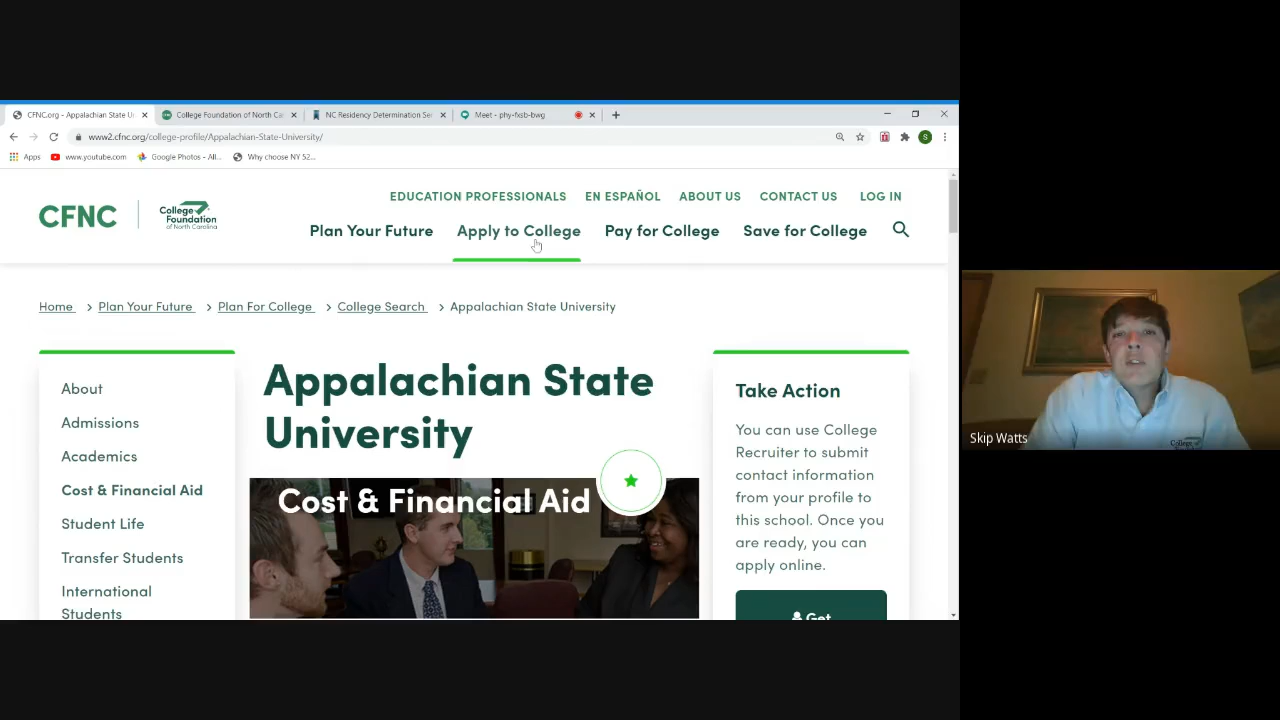 CFNC.org - Appalachian State Un
College Foundation of North Car
NC Residency Determination Ser
Meet - phy-fxsb-bwg
www2.cfnc.org/college-profile/Appalachian-State-University/
S
Apps
www.youtube.com
Google Photos - All...
Why choose NY 52...
EDUCATION PROFESSIONALS
EN ESPAÑOL
ABOUT US
CONTACT US
LOG IN
CFNC
College
Foundation
of North Carolina
Plan Your Future
Apply to College
Pay for College
Save for College
Home > Plan Your Future > Plan For College > College Search > Appalachian State University
About
Admissions
Academics
Cost & Financial Aid
Student Life
Transfer Students
International
Students
Appalachian State
University
Cost & Financial Aid
Take Action
You can use College
Recruiter to submit
contact information
from your profile to
this school. Once you
are ready, you can
apply online.
Get
College
Skip Watts